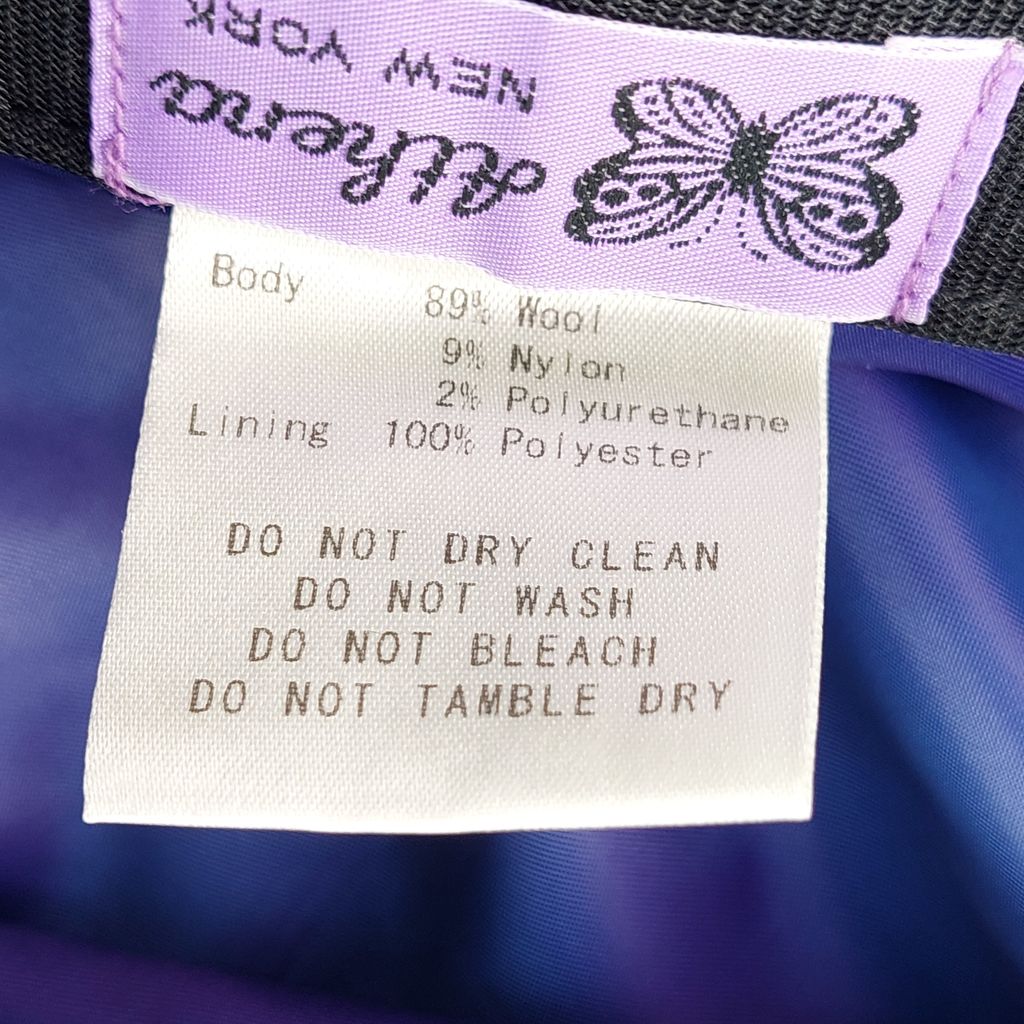 Athena
NEW YORK
Body 89% Wool
9% Nylon
2% Polyurethane
Lining 100% Polyester
DO NOT DRY CLEAN
DO NOT WASH
DO NOT BLEACH
DO NOT TAMBLE DRY